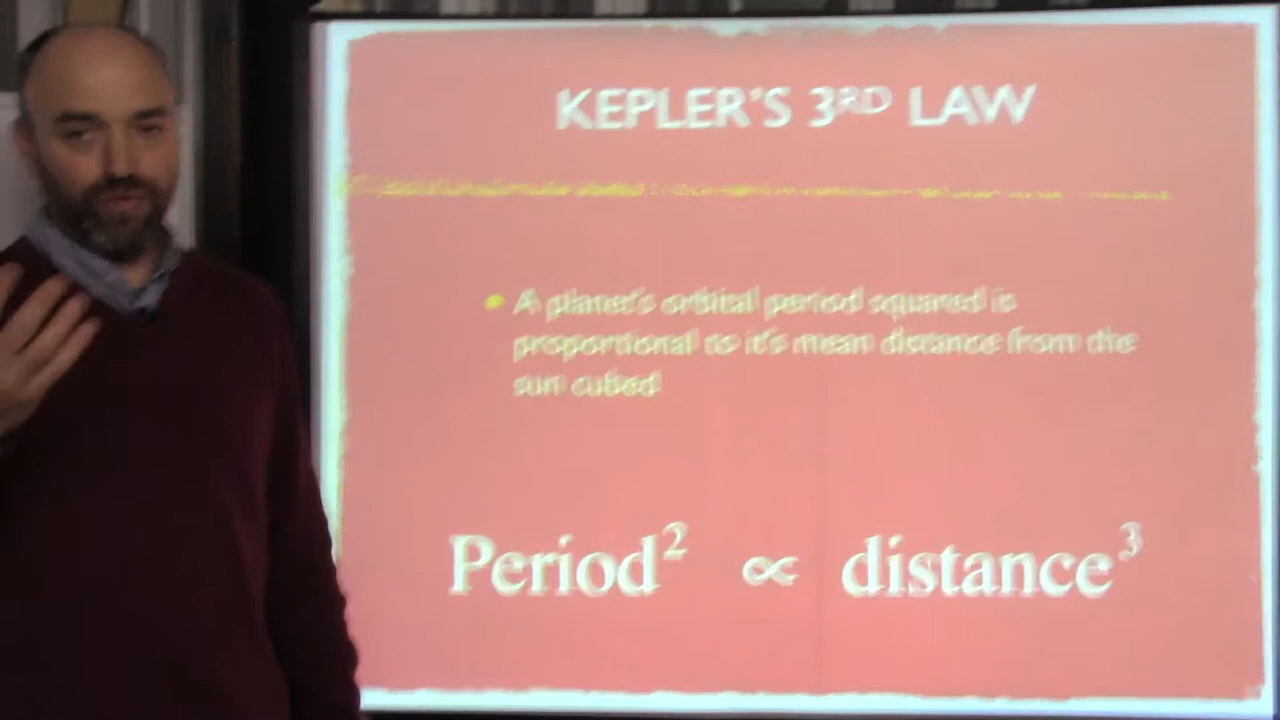 KEPLER'S 3RD LAW
A planet's orbital period squared is
proportional to it's mean distance from the
sun cubed
Period² ∝ distance³